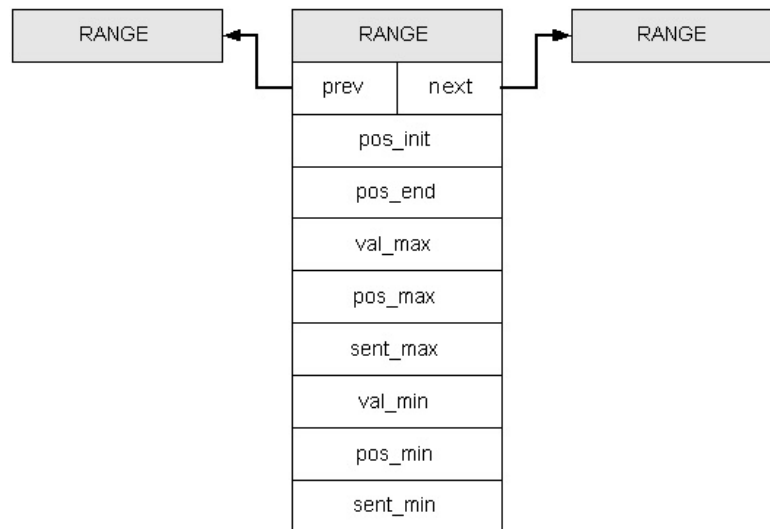 RANGE RANGE RANGE
prev next
pos_init
pos_end
val_max
pos_max
sent_max
val_min
pos_min
sent_min